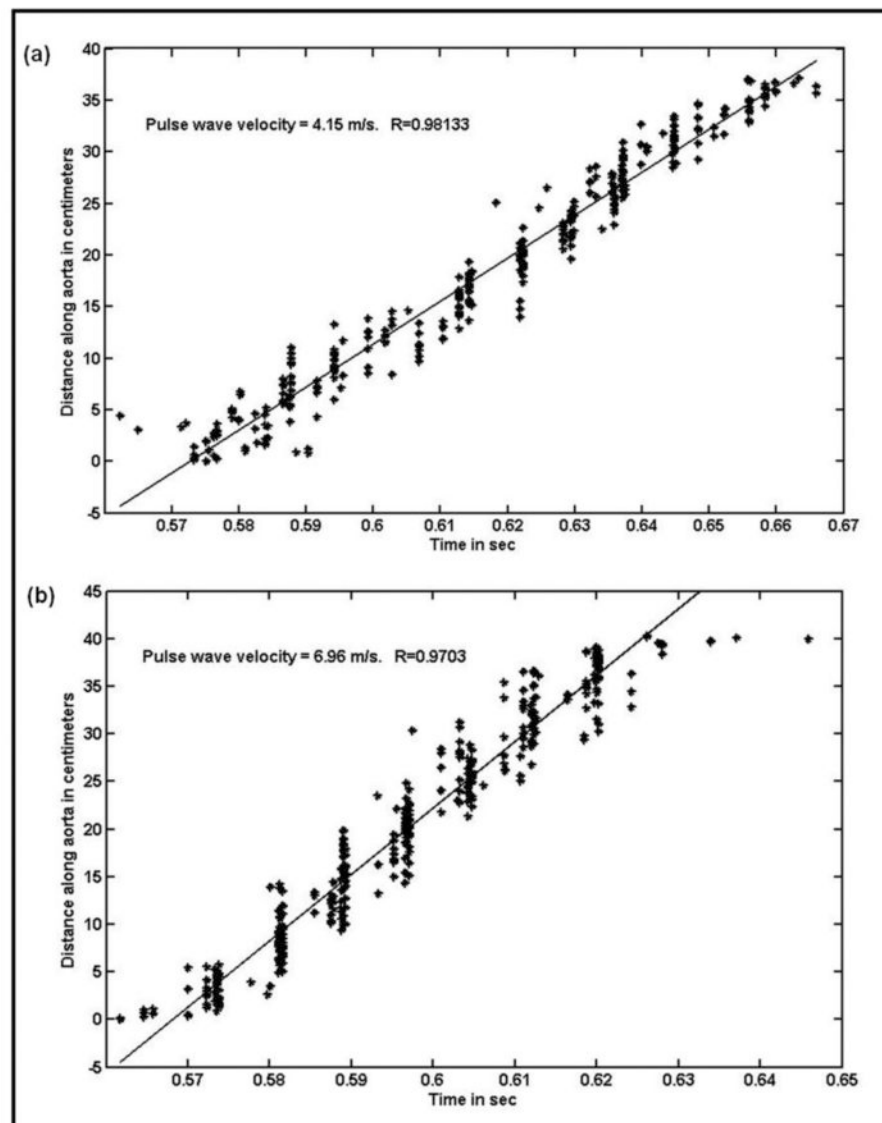 (a)
40
35
30
25
20
15
10
5
0
-5
Distance along aorta in centimeters
Pulse wave velocity = 4.15 m/s. R=0.98133
0.57 0.58 0.59 0.6 0.61 0.62 0.63 0.64 0.65 0.66 0.67
Time in sec
(b)
45
40
35
30
25
20
15
10
5
0
-5
Distance along aorta in centimeters
Pulse wave velocity = 6.96 m/s. R=0.9703
0.57 0.58 0.59 0.6 0.61 0.62 0.63 0.64 0.65
Time in sec